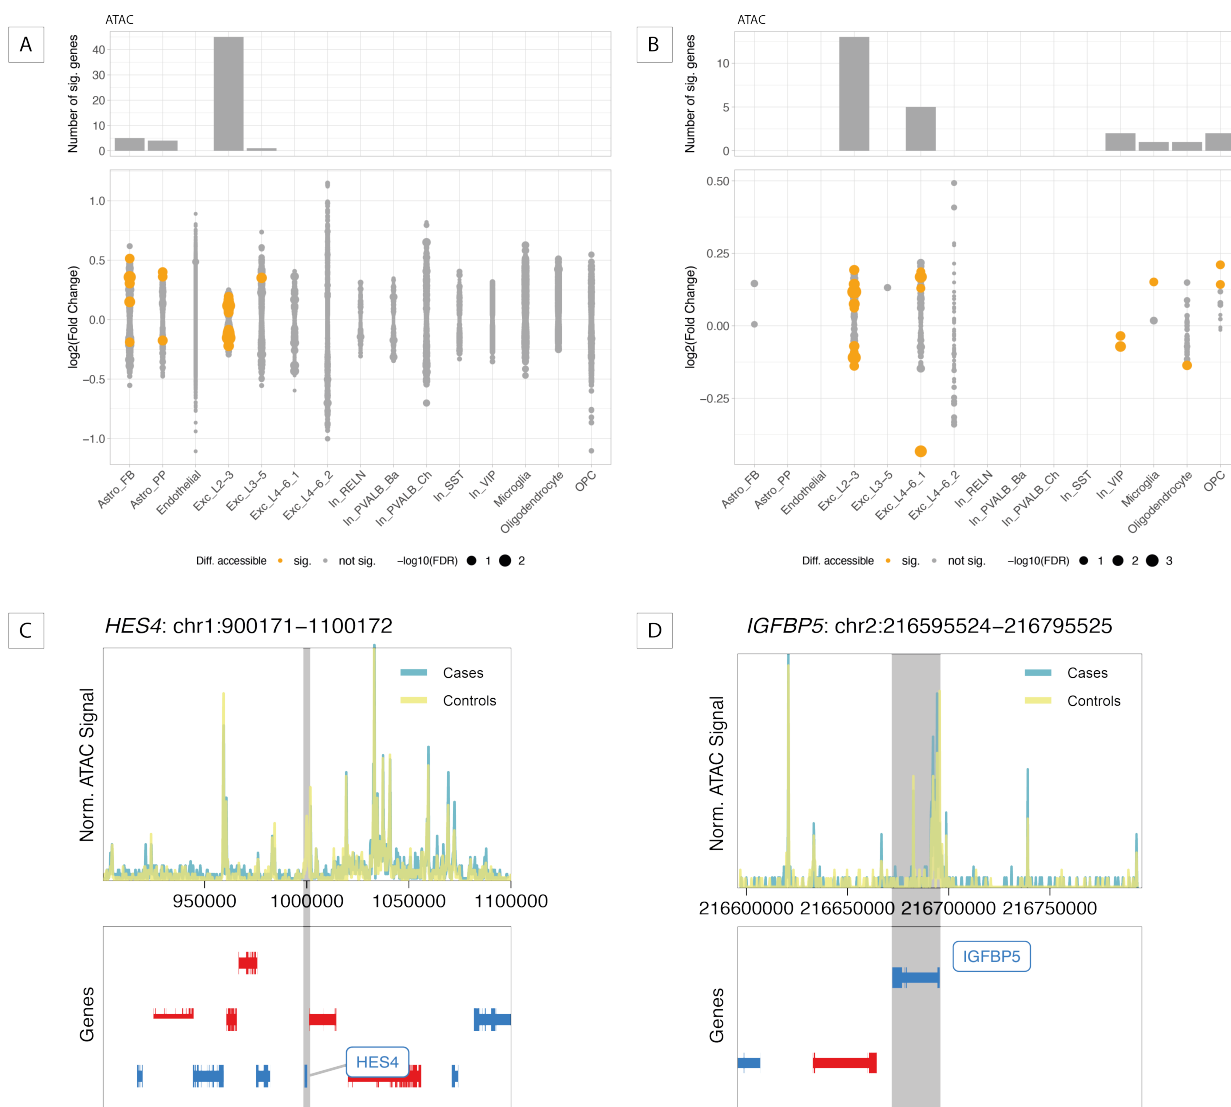 A
ATAC
Number of sig. genes
40
30
20
10
0
log2(Fold Change)
1.0
0.5
0.0
−0.5
−1.0
Astro_FB
Astro_PP
Endothelial
Exc_L2−3
Exc_L3−5
Exc_L4−6_1
Exc_L4−6_2
In_RELN
In_PVALB_Ba
In_PVALB_Ch
In_SST
In_VIP
Microglia
Oligodendrocyte
OPC
Diff. accessible sig. not sig. −log10(FDR) 1 2
B
ATAC
Number of sig. genes
10
5
0
log2(Fold Change)
0.50
0.25
0.00
−0.25
Astro_FB
Astro_PP
Endothelial
Exc_L2−3
Exc_L3−5
Exc_L4−6_1
Exc_L4−6_2
In_RELN
In_PVALB_Ba
In_PVALB_Ch
In_SST
In_VIP
Microglia
Oligodendrocyte
OPC
Diff. accessible sig. not sig. −log10(FDR) 1 2 3
C
HES4: chr1:900171−1100172
Norm. ATAC Signal
Cases
Controls
950000 1000000 1050000 1100000
Genes
HES4
D
IGFBP5: chr2:216595524−216795525
Norm. ATAC Signal
Cases
Controls
216600000 216650000 216700000 216750000
Genes
IGFBP5